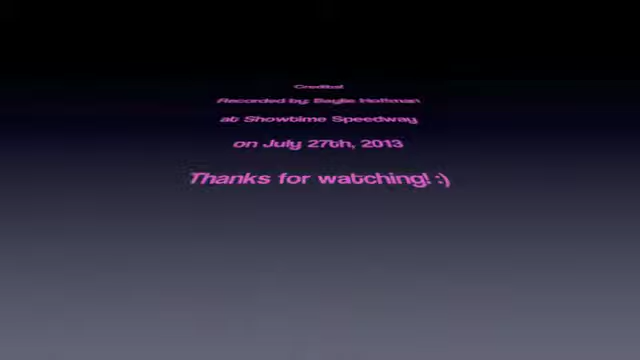 Credits!
Recorded by: Baylie Hoffman
at Showtime Speedway
on July 27th, 2013
Thanks for watching! :)